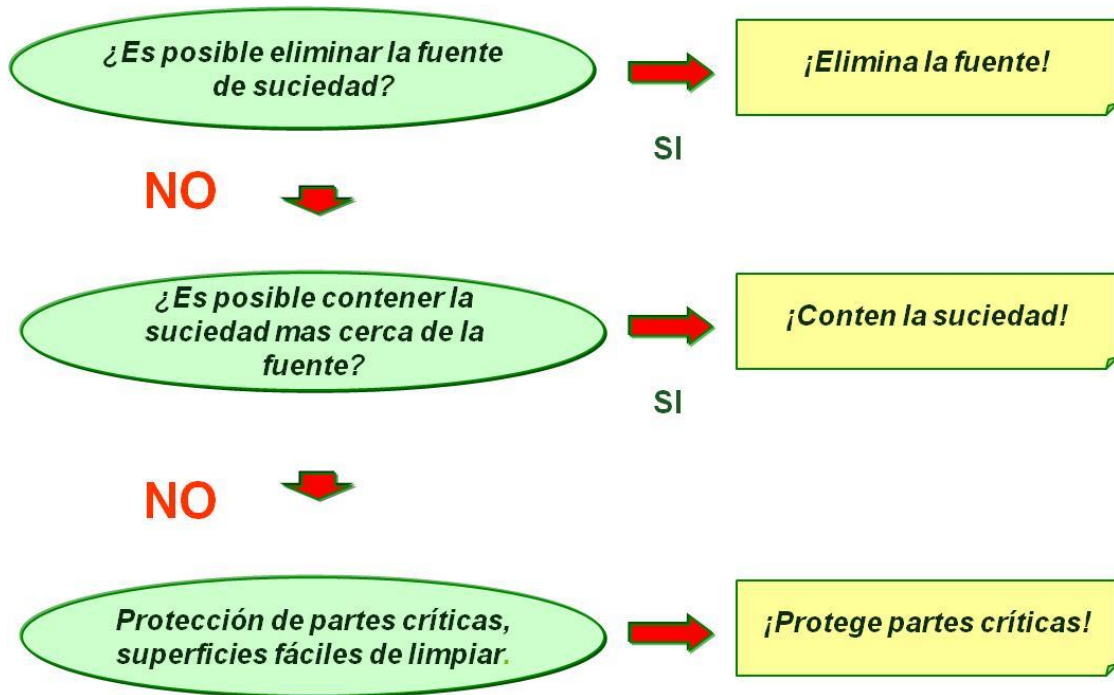 ¿Es posible eliminar la fuente
de suciedad?
¡Elimina la fuente!
SI
NO
¿Es posible contener la
suciedad mas cerca de la
fuente?
¡Conten la suciedad!
SI
NO
Protección de partes críticas,
superficies fáciles de limpiar.
¡Protege partes críticas!